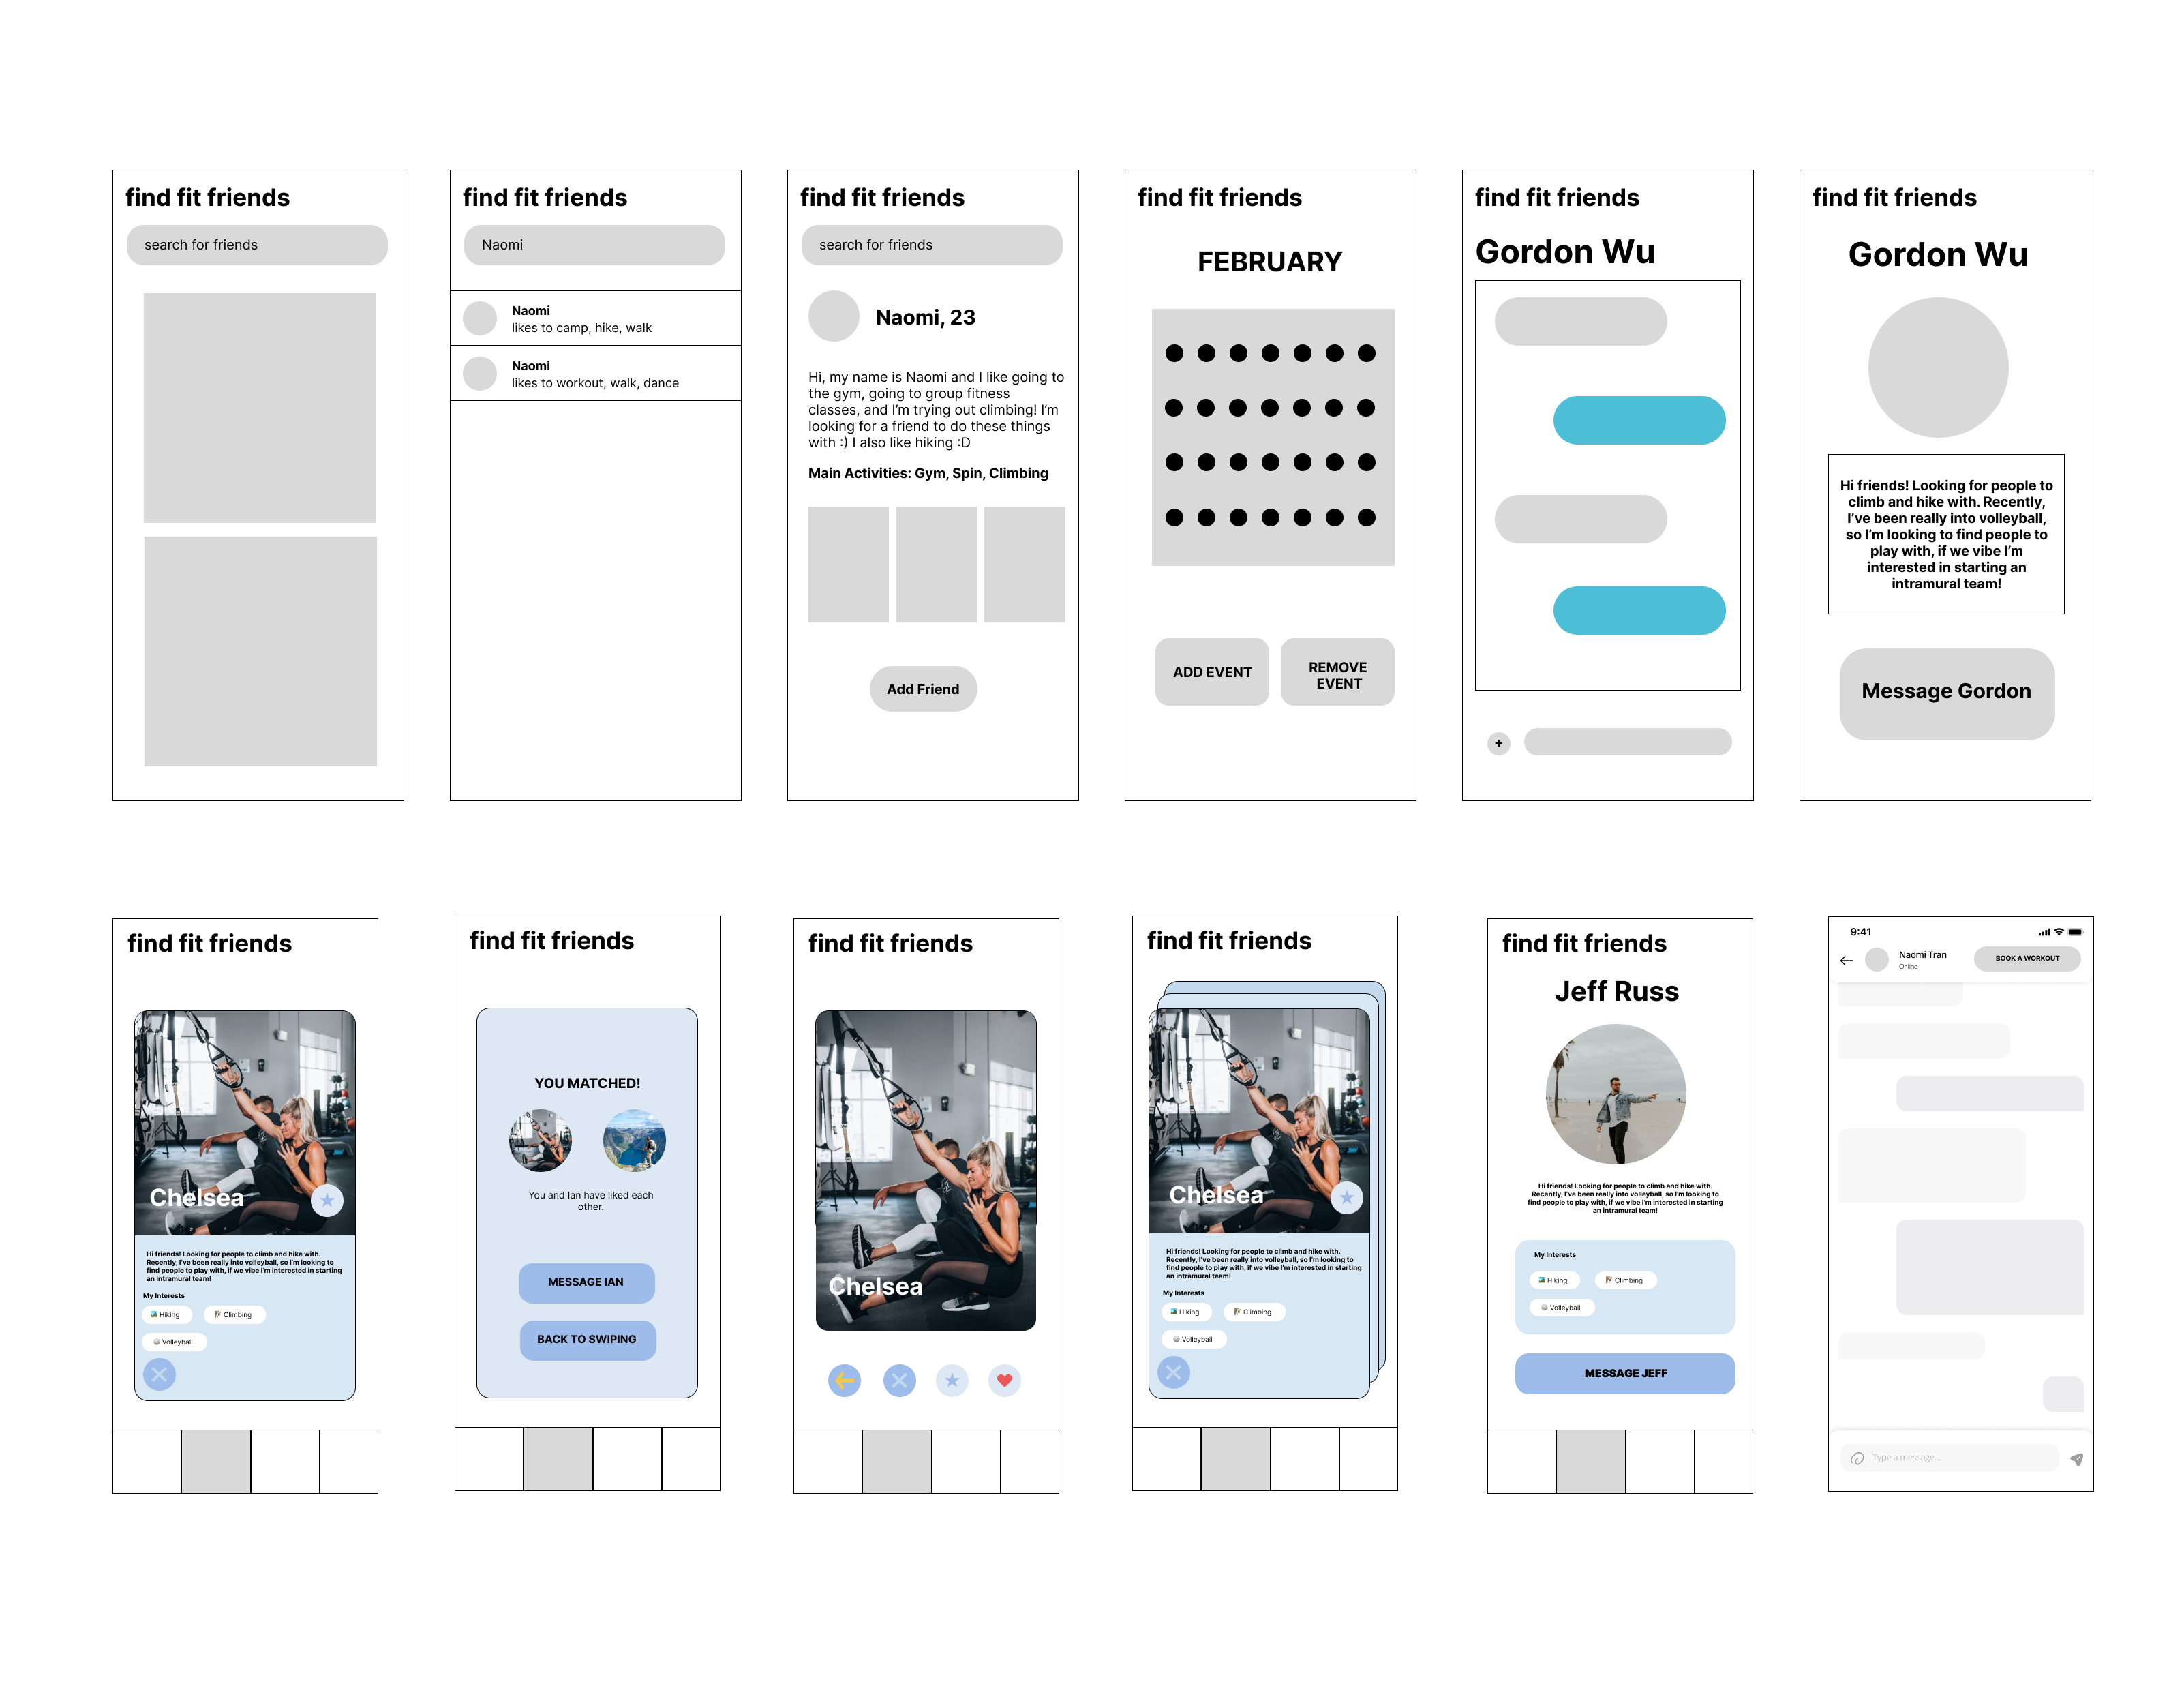 find fit friends
search for friends
find fit friends
Naomi
Naomi
likes to camp, hike, walk
Naomi
likes to workout, walk, dance
find fit friends
search for friends
Naomi, 23
Hi, my name is Naomi and I like going to
the gym, going to group fitness
classes, and I'm trying out climbing! I'm
looking for a friend to do these things
with :) I also like hiking :D
Main Activities: Gym, Spin, Climbing
Add Friend
find fit friends
FEBRUARY
ADD EVENT
REMOVE
EVENT
find fit friends
Gordon Wu
+
find fit friends
Gordon Wu
Hi friends! Looking for people to
climb and hike with. Recently,
I've been really into volleyball,
so I'm looking to find people to
play with, if we vibe I'm
interested in starting an
intramural team!
Message Gordon
find fit friends
Chelsea
Hi friends! Looking for people to climb and hike with.
Recently, I've been really into volleyball, so I'm looking to
find people to play with, if we vibe I'm interested in starting
an intramural team!
My Interests
Hiking
Climbing
Volleyball
find fit friends
YOU MATCHED!
You and Ian have liked each
other.
MESSAGE IAN
BACK TO SWIPING
find fit friends
Chelsea
find fit friends
Chelsea
Hi friends! Looking for people to climb and hike with.
Recently, I've been really into volleyball, so I'm looking to
find people to play with, if we vibe I'm interested in starting
an intramural team!
My Interests
Hiking
Climbing
Volleyball
find fit friends
Jeff Russ
Hi friends! Looking for people to climb and hike with.
Recently, I've been really into volleyball, so I'm looking to
find people to play with, if we vibe I'm interested in starting
an intramural team!
My Interests
Hiking
Climbing
Volleyball
MESSAGE JEFF
9:41
Naomi Tran
Online
BOOK A WORKOUT
Type a message...